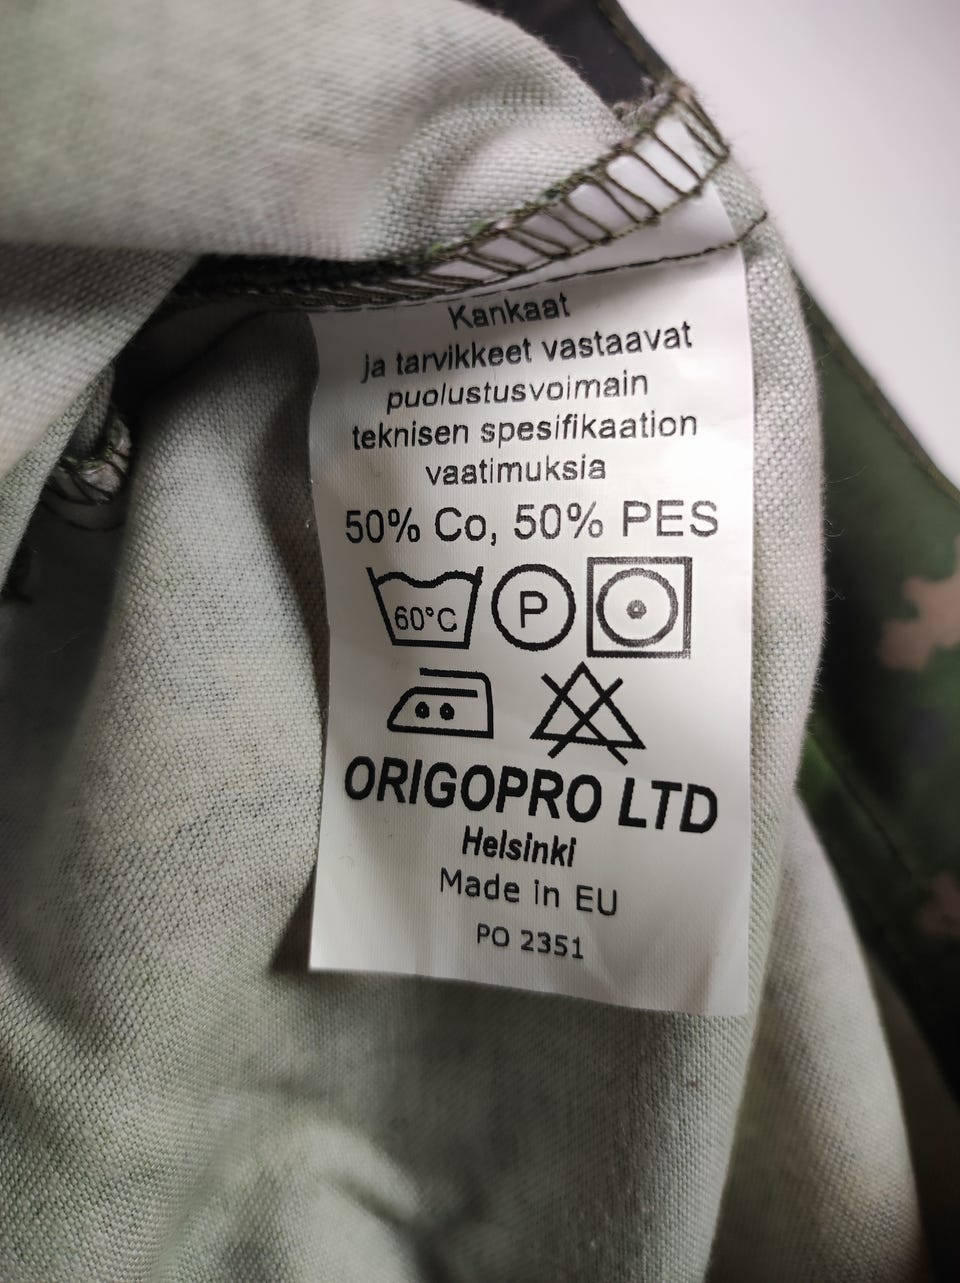 Kankaat
ja tarvikkeet vastaavat
puolustusvoimain
teknisen spesifikaation
vaatimuksia
50% Co, 50% PES
60°C P
ORIGOPRO LTD
Helsinki
Made in EU
PO 2351